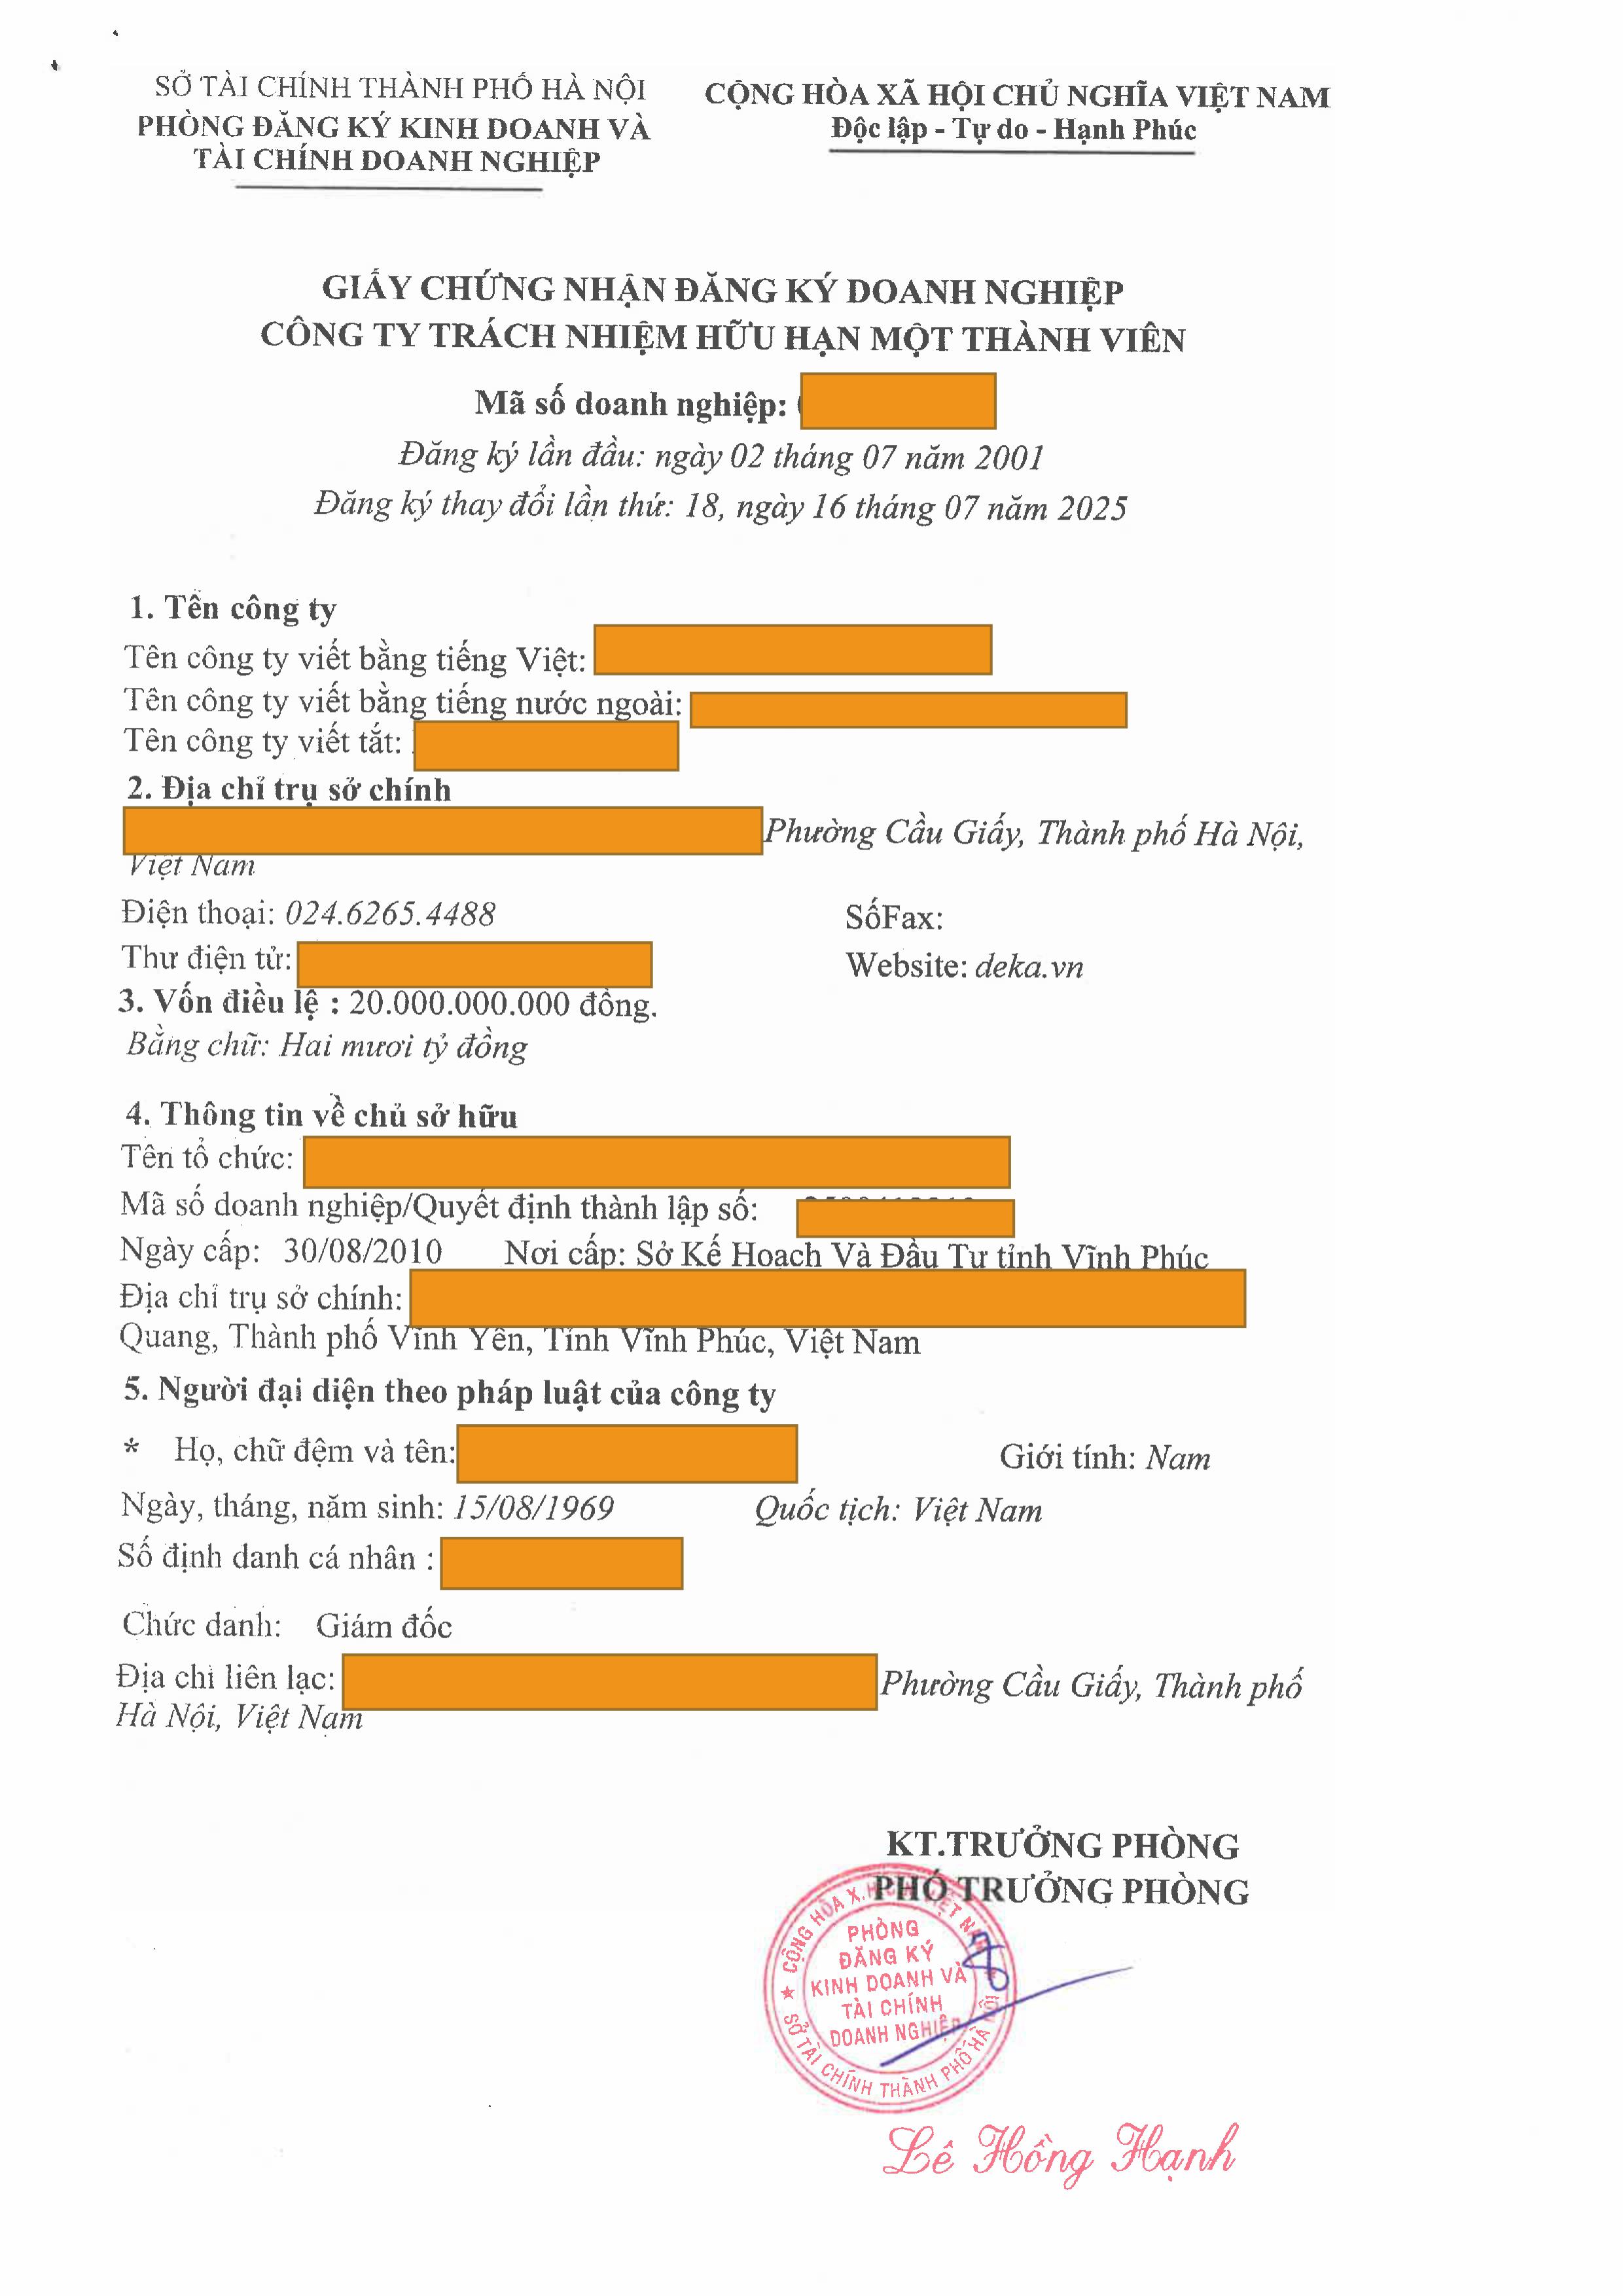 SỞ TÀI CHÍNH THÀNH PHỐ HÀ NỘI
PHÒNG ĐĂNG KÝ KINH DOANH VÀ
TÀI CHÍNH DOANH NGHIỆP
CỘNG HÒA XÃ HỘI CHỦ NGHĨA VIỆT NAM
Độc lập - Tự do - Hạnh Phúc
GIẤY CHỨNG NHẬN ĐĂNG KÝ DOANH NGHIỆP
CÔNG TY TRÁCH NHIỆM HỮU HẠN MỘT THÀNH VIÊN
Mã số doanh nghiệp:
Đăng ký lần đầu: ngày 02 tháng 07 năm 2001
Đăng ký thay đổi lần thứ: 18, ngày 16 tháng 07 năm 2025
1. Tên công ty
Tên công ty viết bằng tiếng Việt:
Tên công ty viết bằng tiếng nước ngoài:
Tên công ty viết tắt:
2. Địa chỉ trụ sở chính
Phường Cầu Giấy, Thành phố Hà Nội,
Việt Nam
Điện thoại: 024.6265.4488 SốFax:
Thư điện tử: Website: deka.vn
3. Vốn điều lệ : 20.000.000.000 đồng.
Bằng chữ: Hai mươi tỷ đồng
4. Thông tin về chủ sở hữu
Tên tổ chức:
Mã số doanh nghiệp/Quyết định thành lập số:
Ngày cấp: 30/08/2010 Nơi cấp: Sở Kế Hoạch Và Đầu Tư tỉnh Vĩnh Phúc
Địa chỉ trụ sở chính:
Quang, Thành phố Vĩnh Yên, Tỉnh Vĩnh Phúc, Việt Nam
5. Người đại diện theo pháp luật của công ty
* Họ, chữ đệm và tên: Giới tính: Nam
Ngày, tháng, năm sinh: 15/08/1969 Quốc tịch: Việt Nam
Số định danh cá nhân :
Chức danh: Giám đốc
Địa chỉ liên lạc: Phường Cầu Giấy, Thành phố
Hà Nội, Việt Nam
KT.TRƯỞNG PHÒNG
PHÓ TRƯỞNG PHÒNG
CỘNG HÒA X.H.C.N VIỆT NAM
PHÒNG
ĐĂNG KÝ
KINH DOANH VÀ
TÀI CHÍNH
DOANH NGHIỆP
SỞ TÀI CHÍNH THÀNH PHỐ HÀ NỘI
Lê Hồng Hạnh